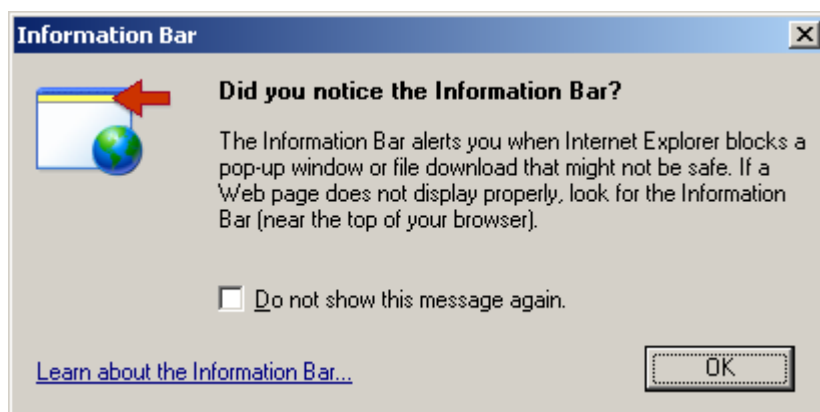 Information Bar
Did you notice the Information Bar?
The Information Bar alerts you when Internet Explorer blocks a
pop-up window or file download that might not be safe. If a
Web page does not display properly, look for the Information
Bar (near the top of your browser).
Do not show this message again.
Learn about the Information Bar...
OK